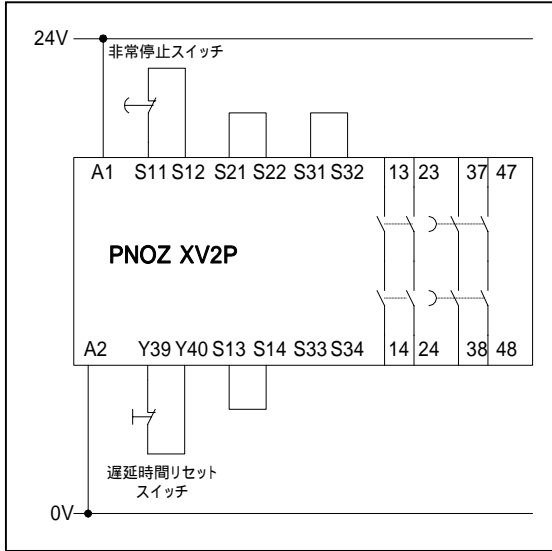 24V
非常停止スイッチ
A1 S11 S12 S21 S22 S31 S32 13 23 37 47
PNOZ XV2P
A2 Y39 Y40 S13 S14 S33 S34 14 24 38 48
遅延時間リセット
スイッチ
0V